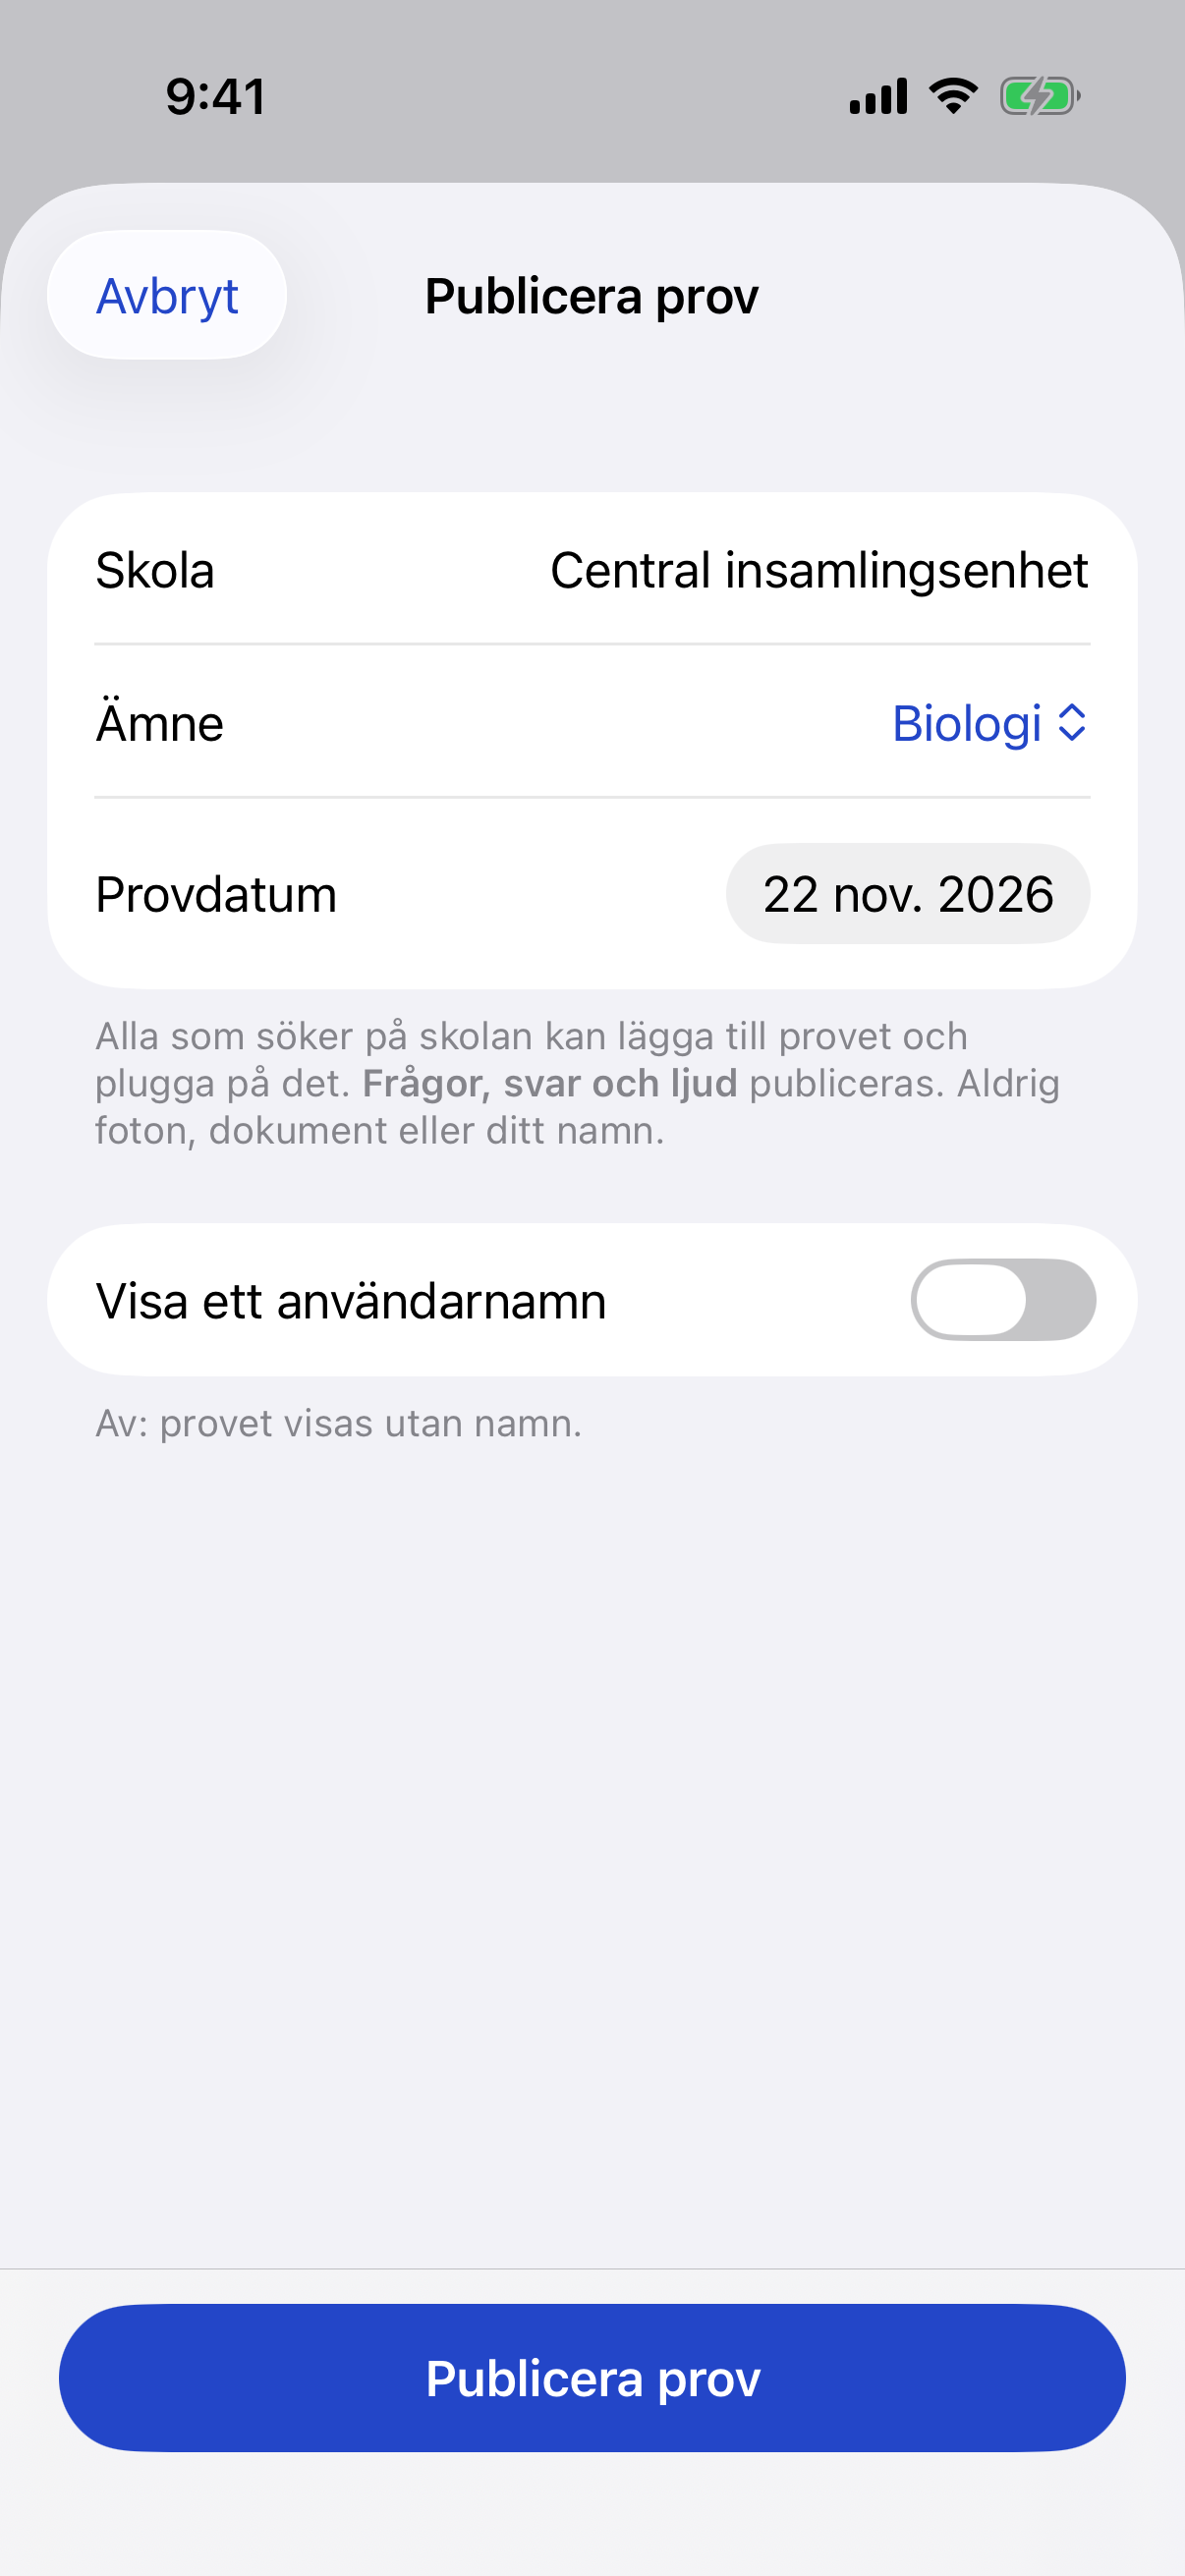 9:41
Avbryt
Publicera prov
Skola
Central insamlingsenhet
Ämne
Biologi
Provdatum
22 nov. 2026
Alla som söker på skolan kan lägga till provet och
plugga på det. Frågor, svar och ljud publiceras. Aldrig
foton, dokument eller ditt namn.
Visa ett användarnamn
Av: provet visas utan namn.
Publicera prov